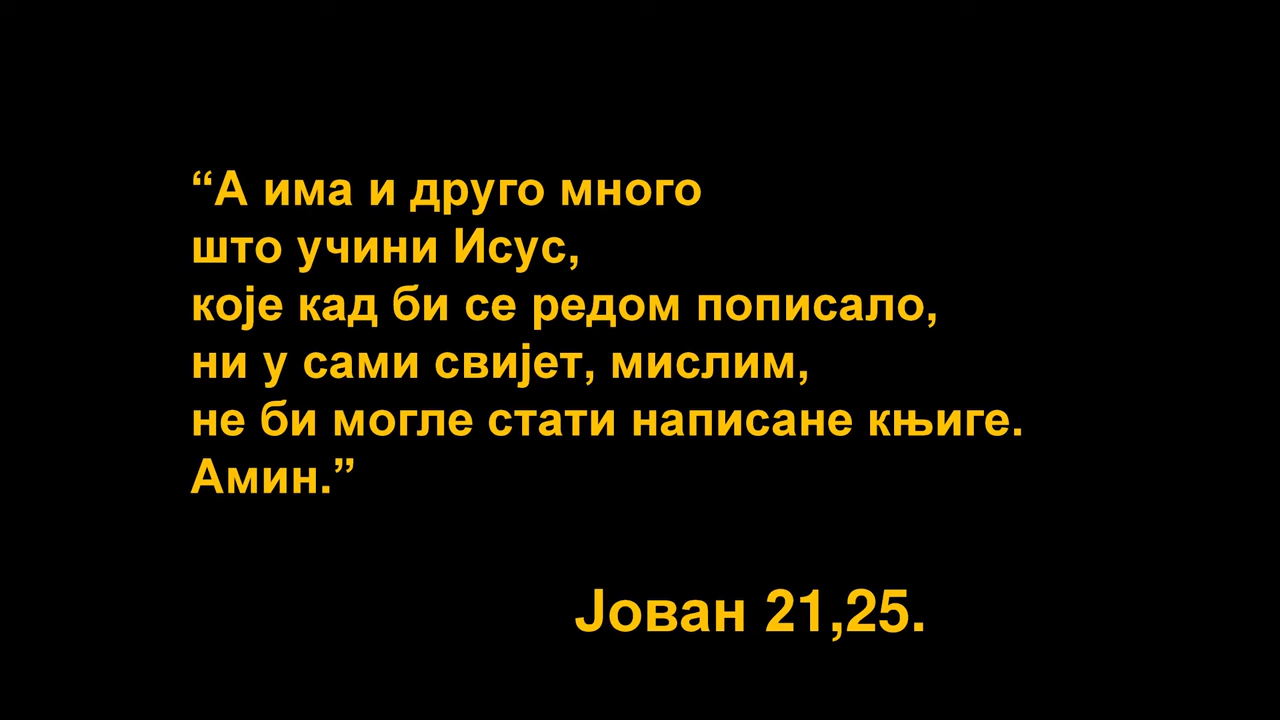 “А има и друго много
што учини Исус,
које кад би се редом пописало,
ни у сами свијет, мислим,
не би могле стати написане књиге.
Амин.”
Јован 21,25.